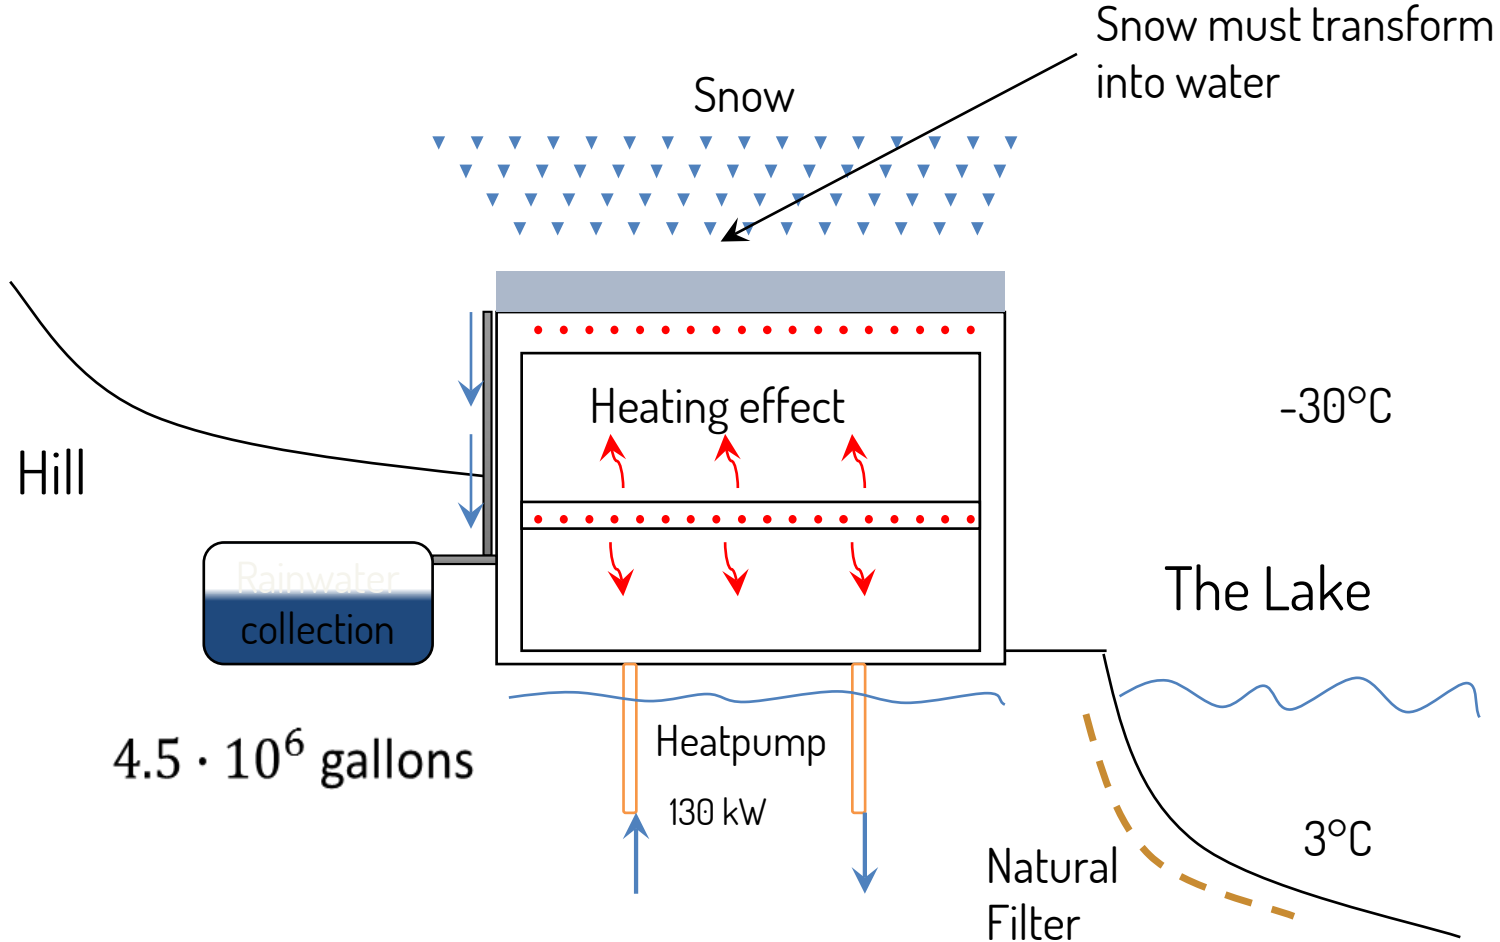 Snow must transform
into water
Snow
Heating effect
-30°C
Hill
Rainwater
collection
The Lake
4.5 · 10⁶ gallons
Heatpump
130 kW
3°C
Natural
Filter